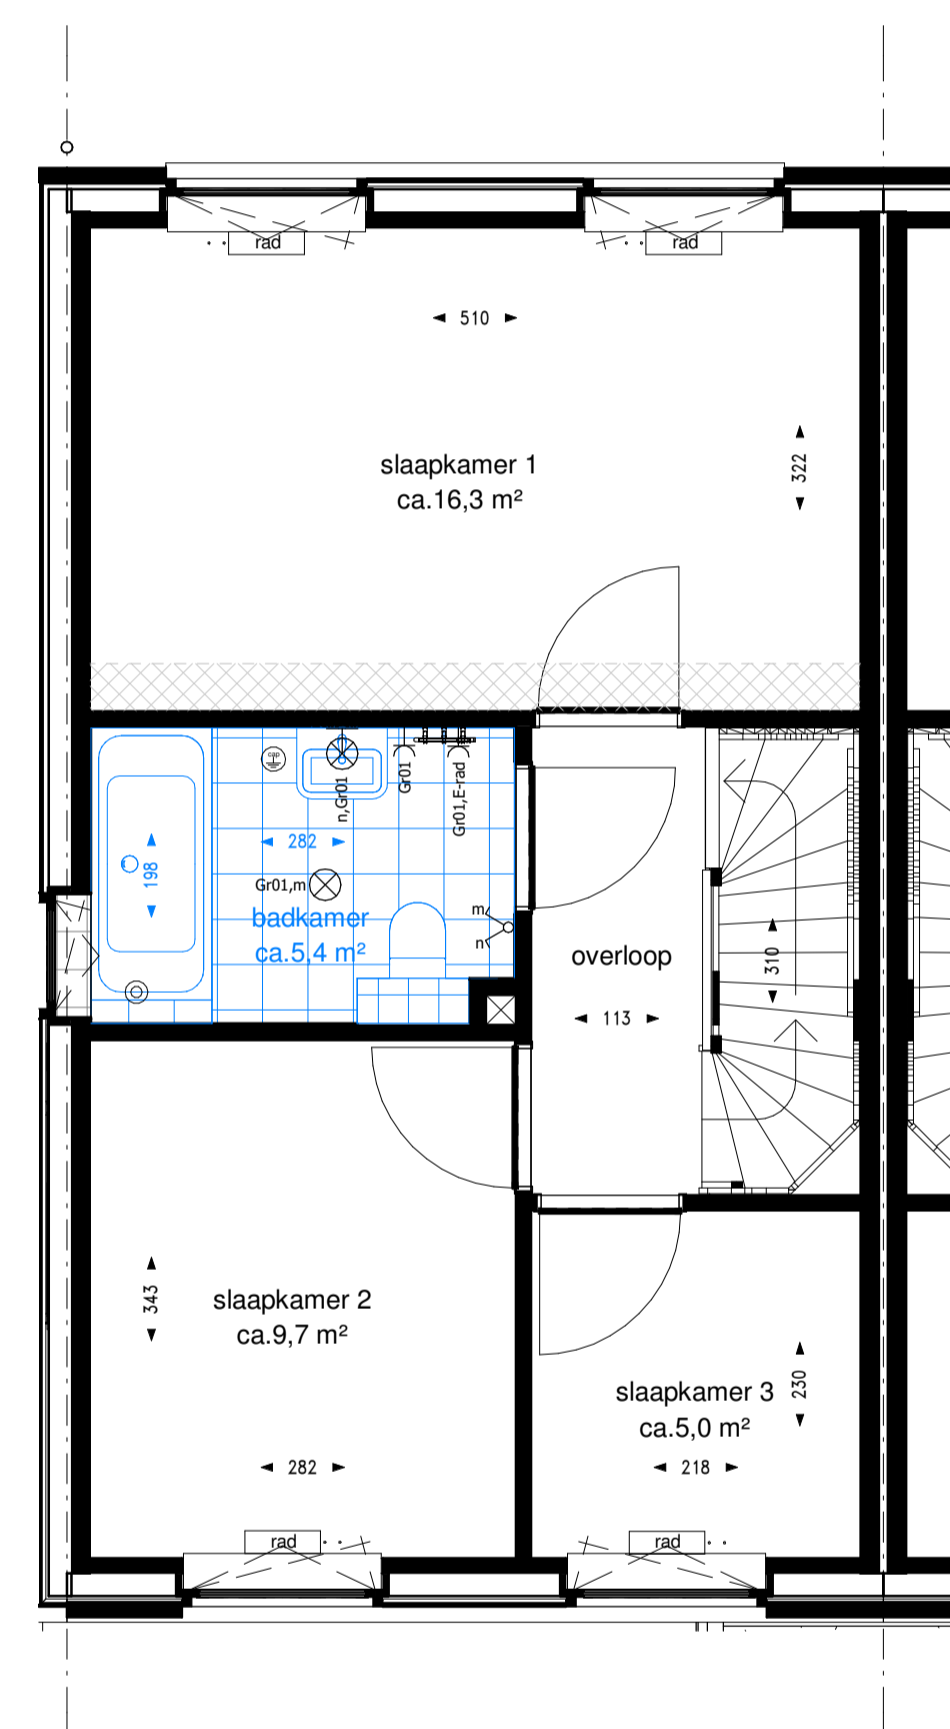 rad
rad
510
322
slaapkamer 1
ca.16,3 m²
cap
n,Gr01
Gr01
Gr01,E-rad
282
198
Gr01,m
badkamer
ca.5,4 m²
m
n
overloop
310
113
343
slaapkamer 2
ca.9,7 m²
slaapkamer 3
ca.5,0 m²
230
282
218
rad
rad